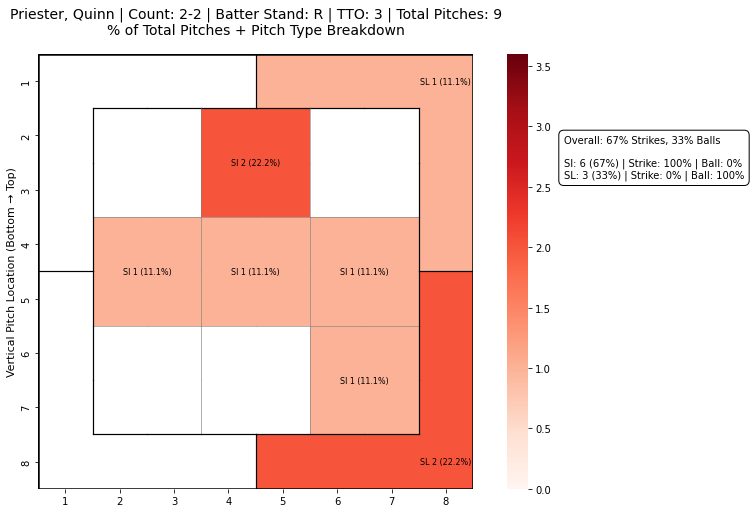 Priester, Quinn | Count: 2-2 | Batter Stand: R | TTO: 3 | Total Pitches: 9
% of Total Pitches + Pitch Type Breakdown
Vertical Pitch Location (Bottom → Top)
1
2
3
4
5
6
7
8
SL 1 (11.1%)
SI 2 (22.2%)
SI 1 (11.1%)
SI 1 (11.1%)
SI 1 (11.1%)
SI 1 (11.1%)
SL 2 (22.2%)
1
2
3
4
5
6
7
8
3.5
3.0
2.5
2.0
1.5
1.0
0.5
0.0
Overall: 67% Strikes, 33% Balls
SI: 6 (67%) | Strike: 100% | Ball: 0%
SL: 3 (33%) | Strike: 0% | Ball: 100%